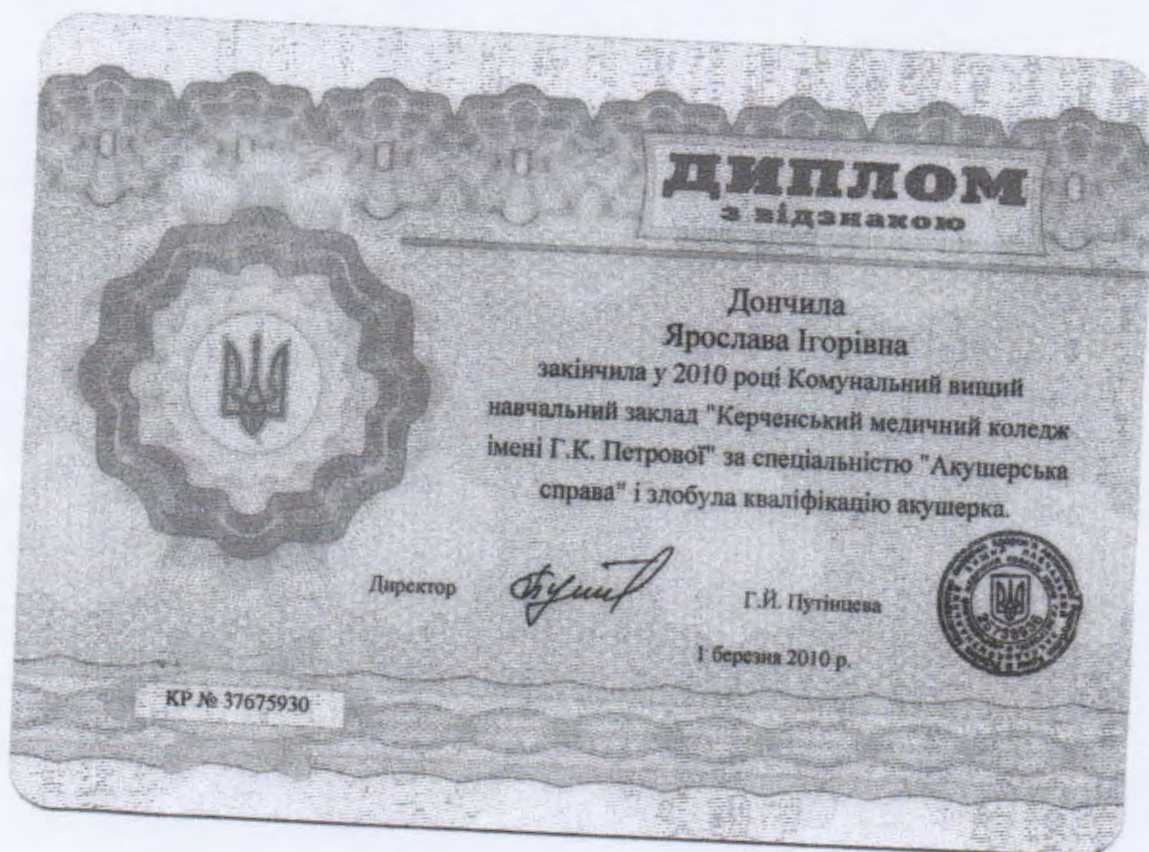 ДИПЛОМ
з відзнакою
Дончила
Ярослава Ігорівна
закінчила у 2010 році Комунальний вищий
навчальний заклад "Керченський медичний коледж
імені Г.К. Петрової" за спеціальністю "Акушерська
справа" і здобула кваліфікацію акушерка.
Директор
Г.Й. Путінцева
1 березня 2010 р.
КР № 37675930